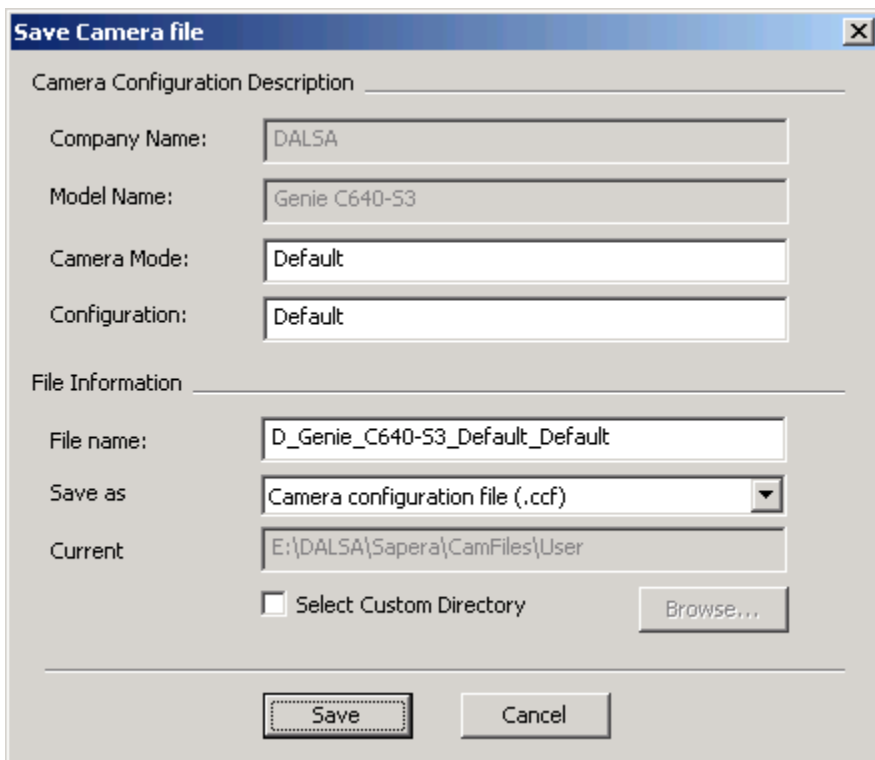 Save Camera file
Camera Configuration Description
Company Name: DALSA
Model Name: Genie C640-S3
Camera Mode: Default
Configuration: Default
File Information
File name: D_Genie_C640-S3_Default_Default
Save as Camera configuration file (.ccf)
Current E:\DALSA\Sapera\CamFiles\User
Select Custom Directory Browse...
Save Cancel